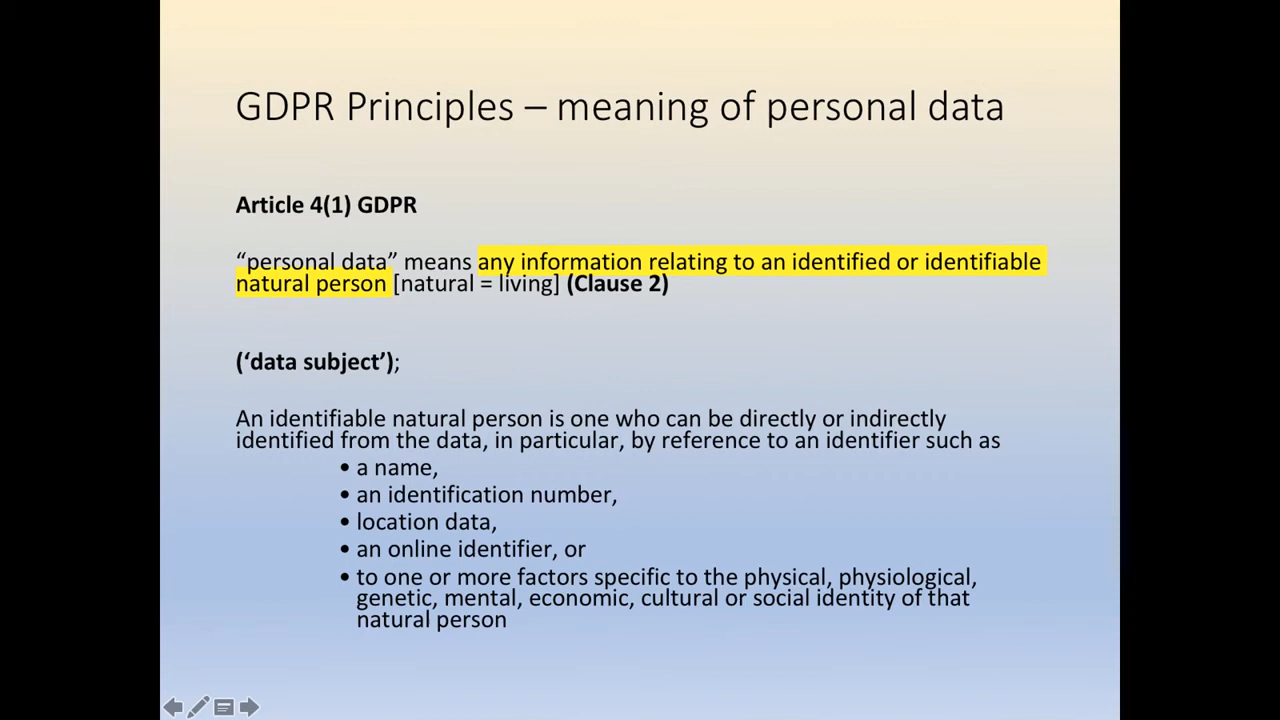 GDPR Principles – meaning of personal data
Article 4(1) GDPR
“personal data” means any information relating to an identified or identifiable
natural person [natural = living] (Clause 2)
(‘data subject’);
An identifiable natural person is one who can be directly or indirectly
identified from the data, in particular, by reference to an identifier such as
• a name,
• an identification number,
• location data,
• an online identifier, or
• to one or more factors specific to the physical, physiological,
genetic, mental, economic, cultural or social identity of that
natural person